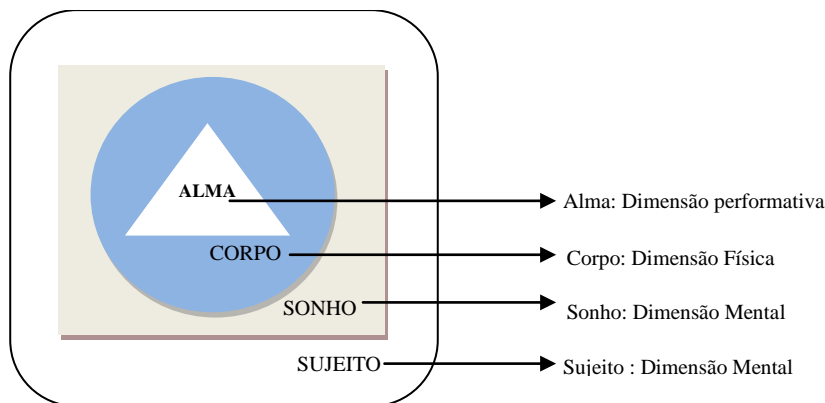 ALMA
Alma: Dimensão performativa
CORPO
Corpo: Dimensão Física
SONHO
Sonho: Dimensão Mental
SUJEITO
Sujeito : Dimensão Mental